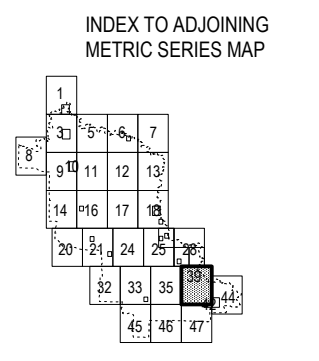 INDEX TO ADJOINING
METRIC SERIES MAP
1
3 5 6 7
8
9 10 11 12 13
14 16 17 18
20 21 24 25 28
39
32 33 35 44
45 46 47